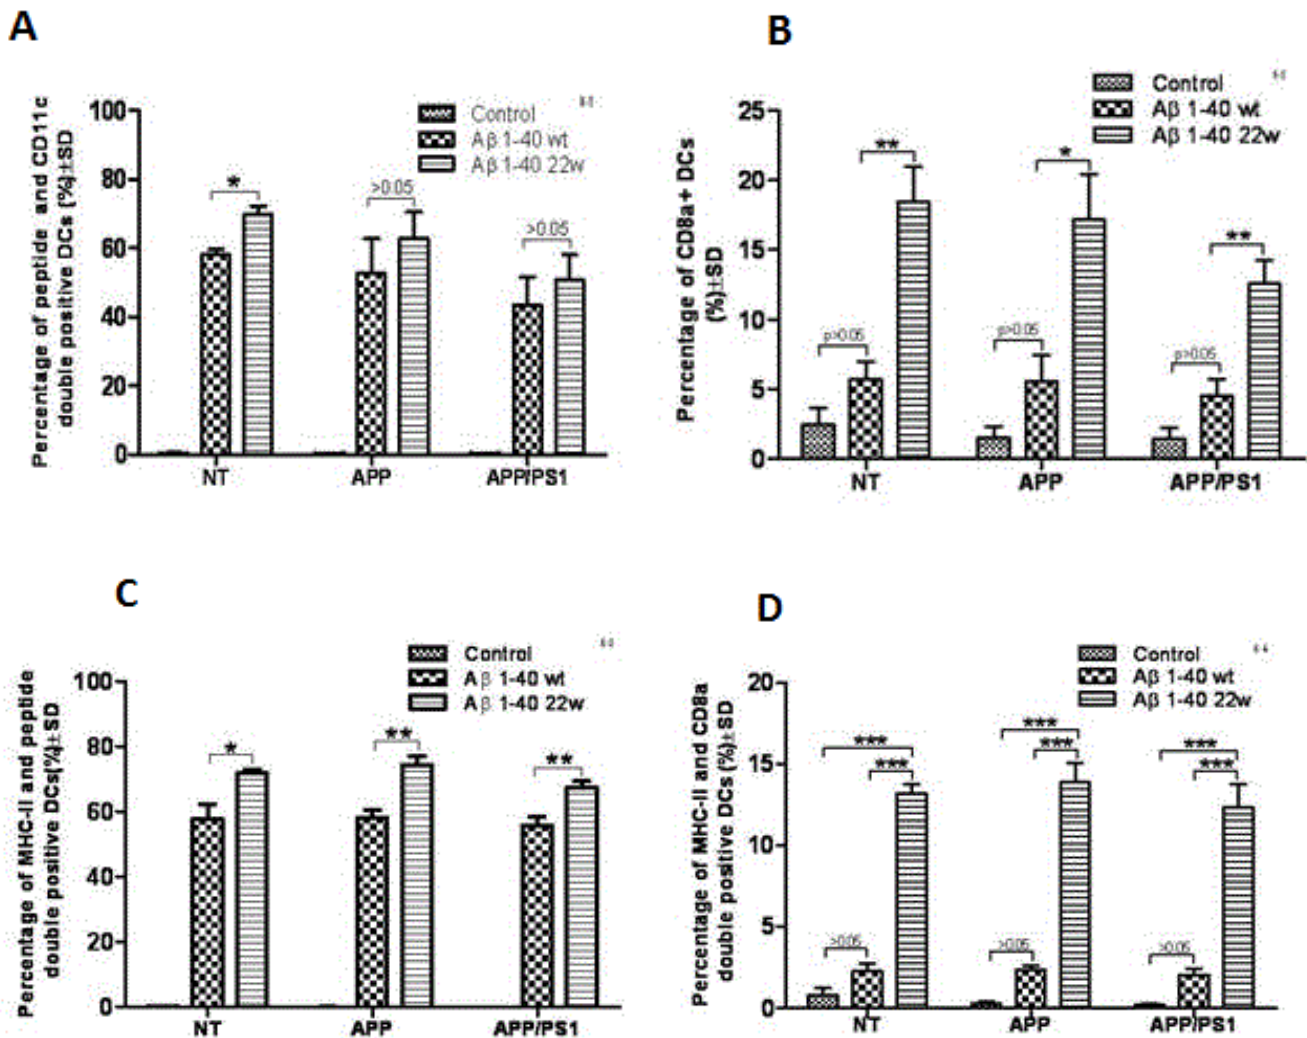 A
Percentage of peptide and CD11c
double positive DCs (%)±SD
100
80
60
40
20
0
Control
Aβ 1-40 wt
Aβ 1-40 22w
*
>0.05
>0.05
NT
APP
APP/PS1
B
Percentage of CD8a+ DCs
(%)±SD
25
20
15
10
5
0
Control
Aβ 1-40 wt
Aβ 1-40 22w
**
*
**
p>0.05
p>0.05
p>0.05
NT
APP
APP/PS1
C
Percentage of MHC-II and peptide
double positive DCs(%)±SD
100
80
60
40
20
0
Control
Aβ 1-40 wt
Aβ 1-40 22w
*
**
**
NT
APP
APP/PS1
D
Percentage of MHC-II and CD8a
double positive DCs (%)±SD
20
15
10
5
0
Control
Aβ 1-40 wt
Aβ 1-40 22w
***
***
***
***
***
***
>0.05
>0.05
>0.05
NT
APP
APP/PS1